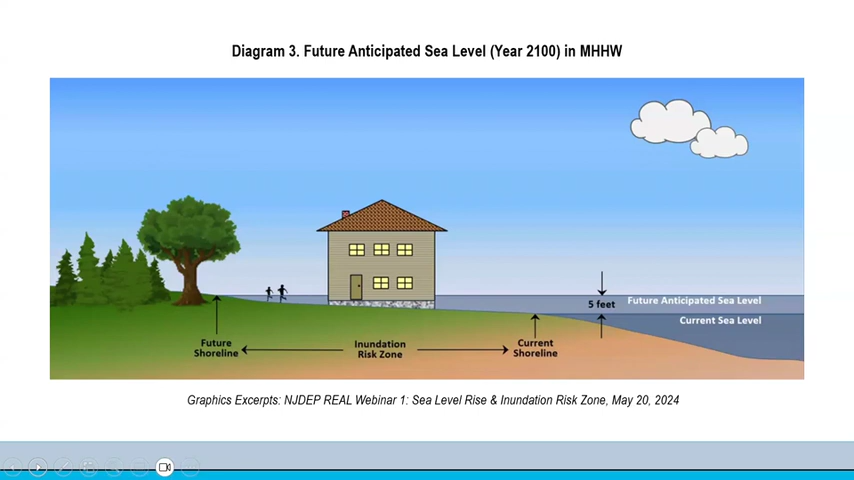 Diagram 3. Future Anticipated Sea Level (Year 2100) in MHHW
5 feet
Future Anticipated Sea Level
Current Sea Level
Future
Shoreline
Inundation
Risk Zone
Current
Shoreline
Graphics Excerpts: NJDEP REAL Webinar 1: Sea Level Rise & Inundation Risk Zone, May 20, 2024